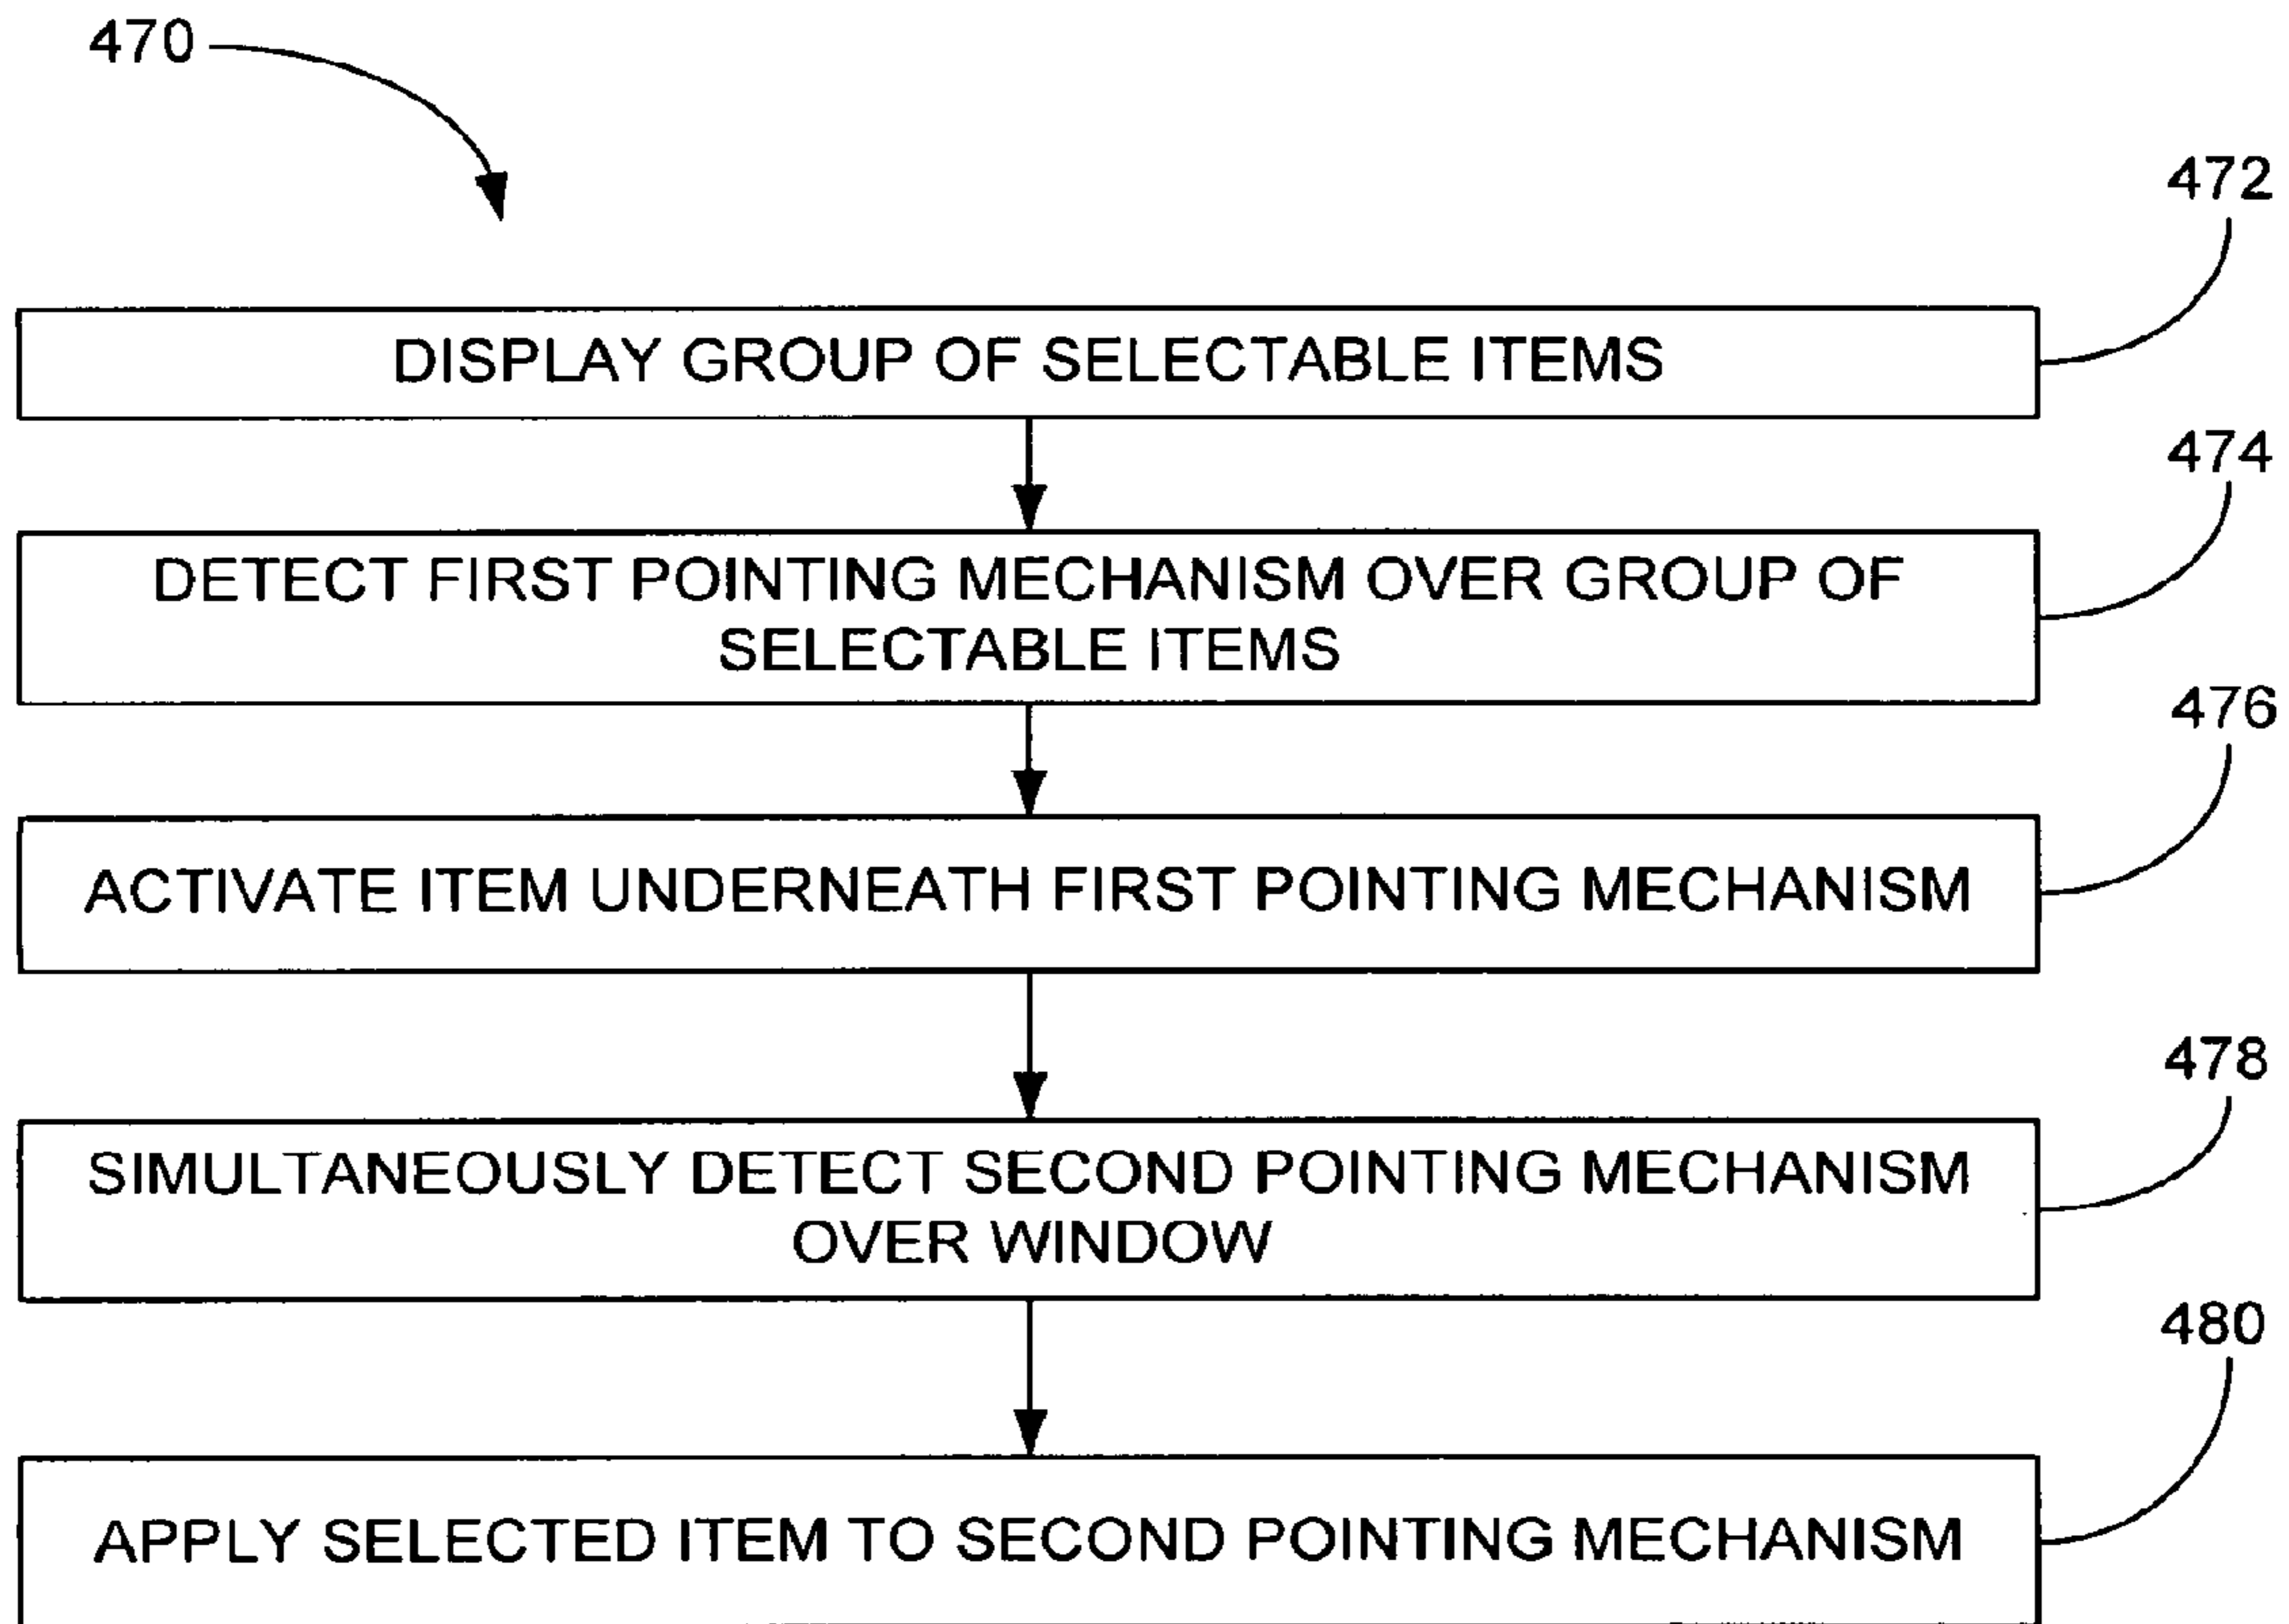 470
472
DISPLAY GROUP OF SELECTABLE ITEMS
474
DETECT FIRST POINTING MECHANISM OVER GROUP OF
SELECTABLE ITEMS
476
ACTIVATE ITEM UNDERNEATH FIRST POINTING MECHANISM
478
SIMULTANEOUSLY DETECT SECOND POINTING MECHANISM
OVER WINDOW
480
APPLY SELECTED ITEM TO SECOND POINTING MECHANISM